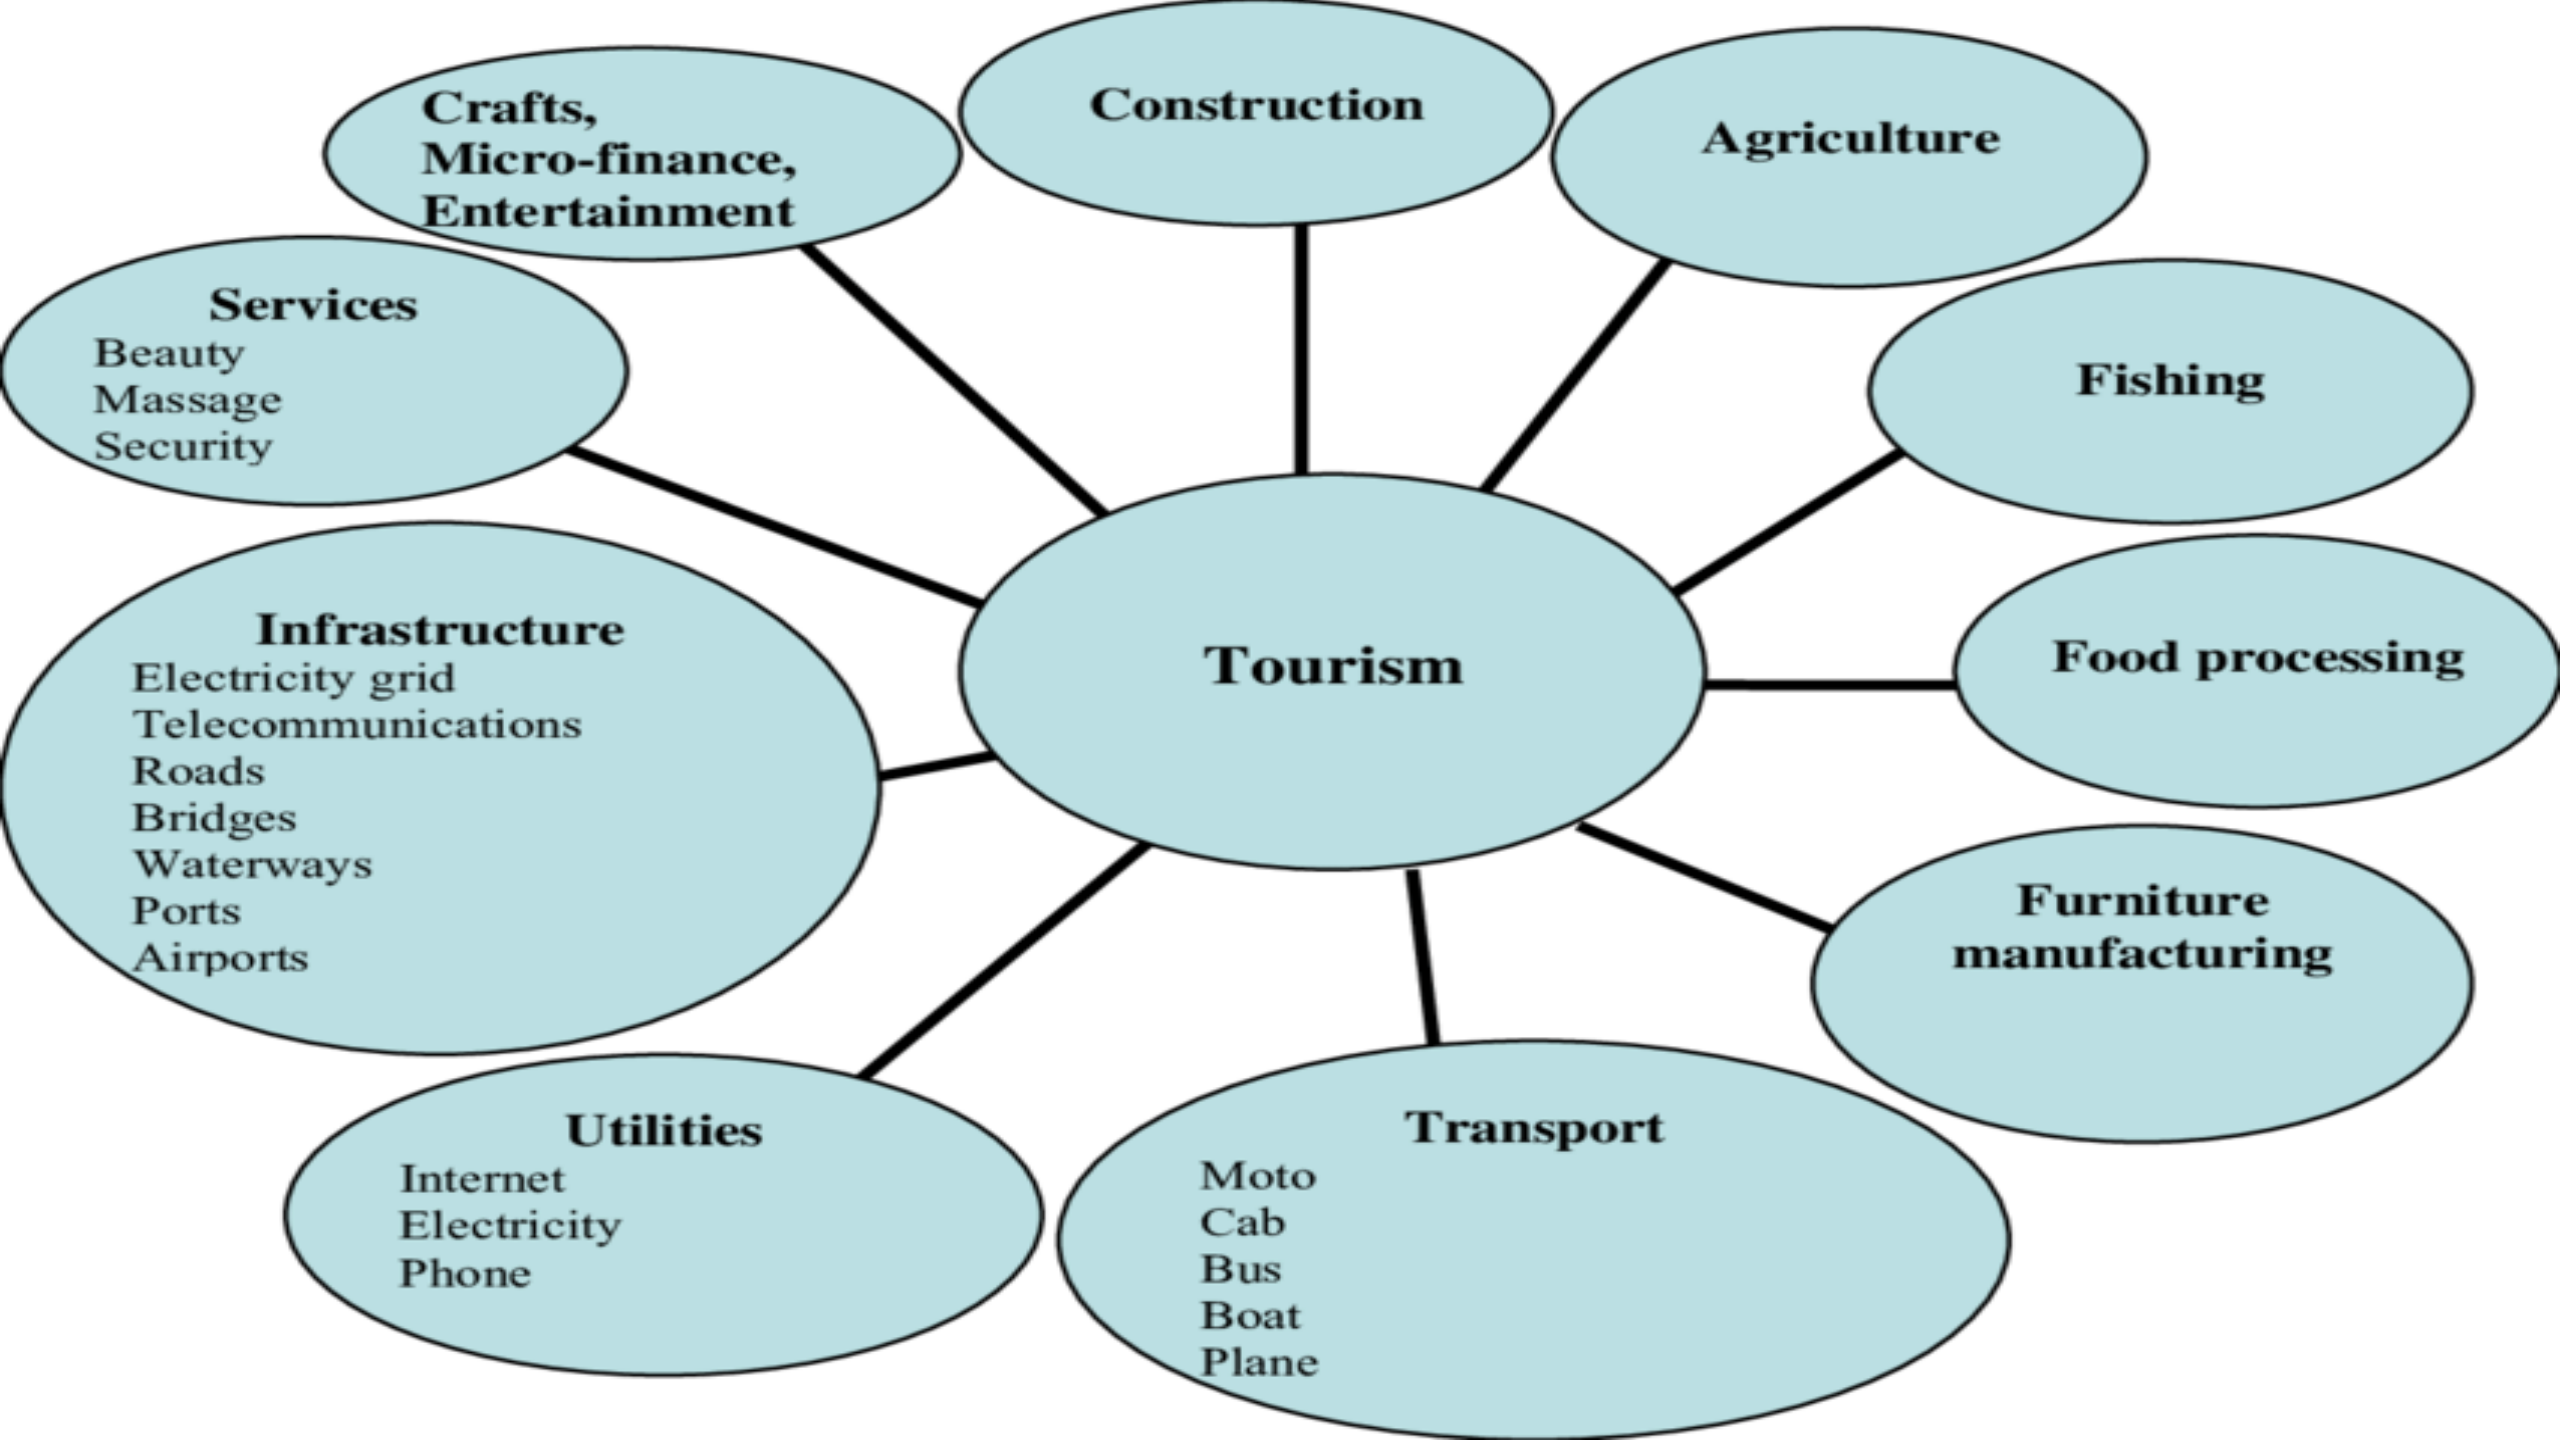 Crafts,
Micro-finance,
Entertainment
Construction
Agriculture
Services
Beauty
Massage
Security
Fishing
Infrastructure
Electricity grid
Telecommunications
Roads
Bridges
Waterways
Ports
Airports
Tourism
Food processing
Furniture
manufacturing
Utilities
Internet
Electricity
Phone
Transport
Moto
Cab
Bus
Boat
Plane